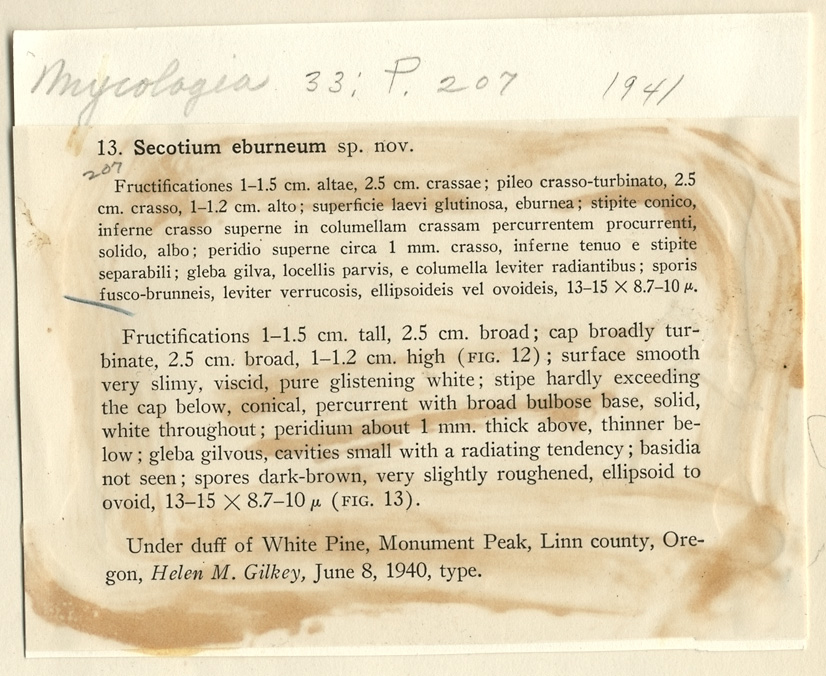 Mycologia 33: P. 207 1941
13. Secotium eburneum sp. nov.
207
Fructificationes 1–1.5 cm. altae, 2.5 cm. crassae; pileo crasso-turbinato, 2.5
cm. crasso, 1–1.2 cm. alto; superficie laevi glutinosa, eburnea; stipite conico,
inferne crasso superne in columellam crassam percurrentem procurrenti,
solido, albo; peridio superne circa 1 mm. crasso, inferne tenuo e stipite
separabili; gleba gilva, locellis parvis, e columella leviter radiantibus; sporis
fusco-brunneis, leviter verrucosis, ellipsoideis vel ovoideis, 13–15 × 8.7–10 μ.
Fructifications 1–1.5 cm. tall, 2.5 cm. broad; cap broadly tur-
binate, 2.5 cm. broad, 1–1.2 cm. high (FIG. 12); surface smooth
very slimy, viscid, pure glistening white; stipe hardly exceeding
the cap below, conical, percurrent with broad bulbose base, solid,
white throughout; peridium about 1 mm. thick above, thinner be-
low; gleba gilvous, cavities small with a radiating tendency; basidia
not seen; spores dark-brown, very slightly roughened, ellipsoid to
ovoid, 13–15 × 8.7–10 μ (FIG. 13).
Under duff of White Pine, Monument Peak, Linn county, Ore-
gon, Helen M. Gilkey, June 8, 1940, type.